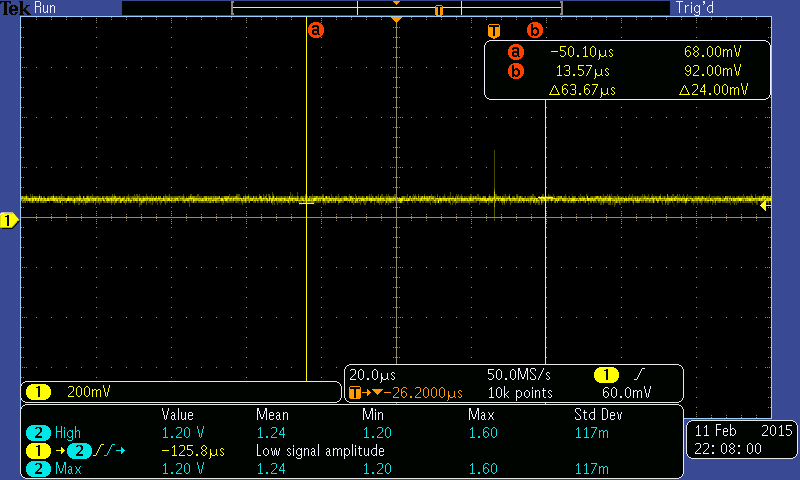 Tek Run Trig'd
a T b
a -50.10µs 68.00mV
b 13.57µs 92.00mV
Δ63.67µs Δ24.00mV
1
1 200mV
20.0µs 50.0MS/s 1 /
T→▼-26.2000µs 10k points 60.0mV
Value Mean Min Max Std Dev
2 High 1.20 V 1.24 1.20 1.60 117m
1 → 2 -125.8µs Low signal amplitude
2 Max 1.20 V 1.24 1.20 1.60 117m
11 Feb 2015
22:08:00